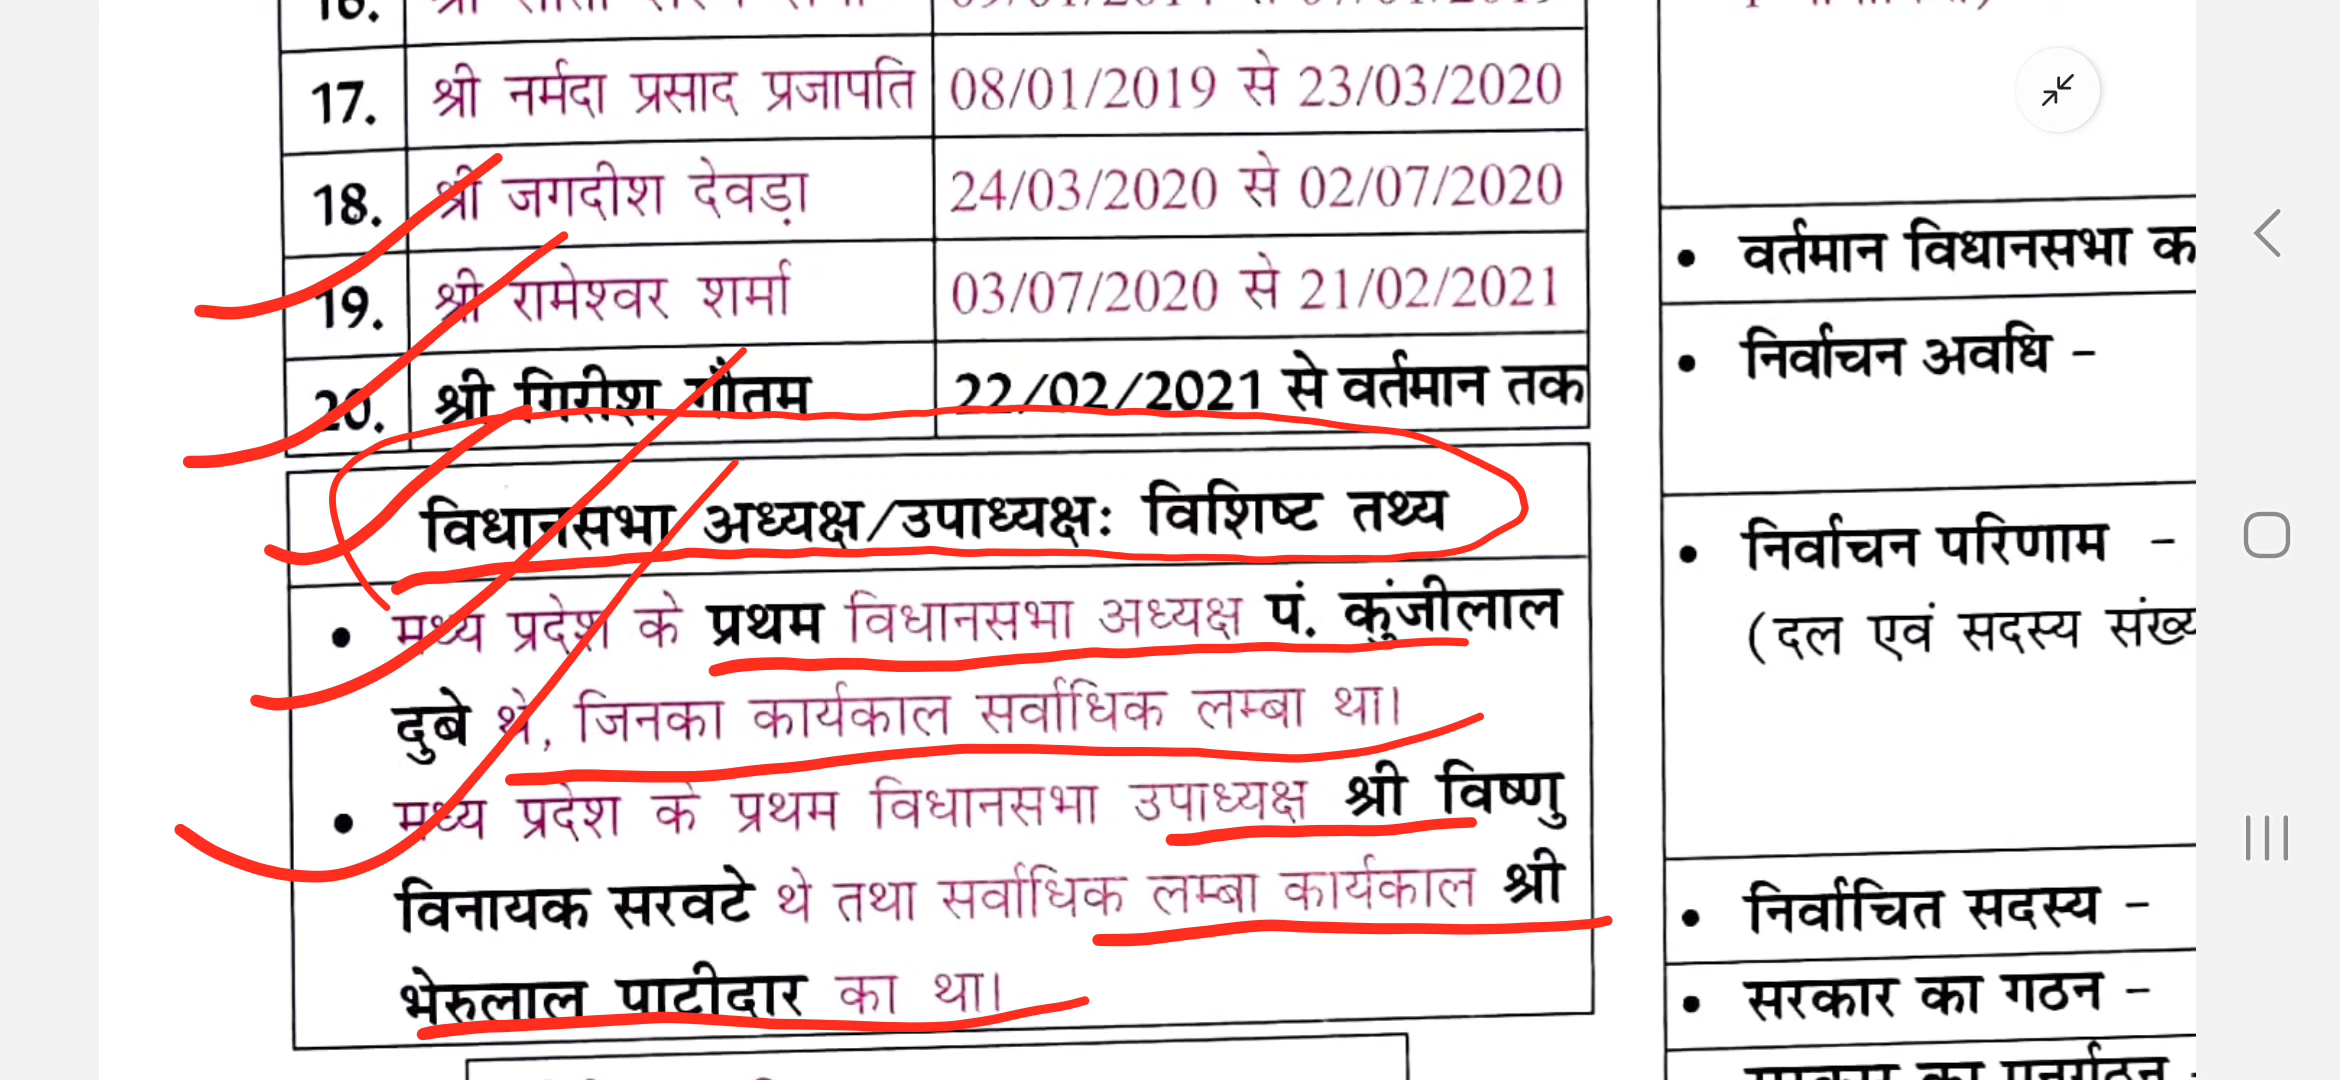 16.
17. श्री नर्मदा प्रसाद प्रजापति 08/01/2019 से 23/03/2020
18. श्री जगदीश देवड़ा 24/03/2020 से 02/07/2020
19. श्री रामेश्वर शर्मा 03/07/2020 से 21/02/2021
20. श्री गिरीश गौतम 22/02/2021 से वर्तमान तक
विधानसभा अध्यक्ष/उपाध्यक्ष: विशिष्ट तथ्य
• मध्य प्रदेश के प्रथम विधानसभा अध्यक्ष पं. कुंजीलाल
दुबे थे, जिनका कार्यकाल सर्वाधिक लम्बा था।
• मध्य प्रदेश के प्रथम विधानसभा उपाध्यक्ष श्री विष्णु
विनायक सरवटे थे तथा सर्वाधिक लम्बा कार्यकाल श्री
भेरुलाल पाटीदार का था।
• वर्तमान विधानसभा क
• निर्वाचन अवधि -
• निर्वाचन परिणाम -
(दल एवं सदस्य संख्य
• निर्वाचित सदस्य -
• सरकार का गठन -